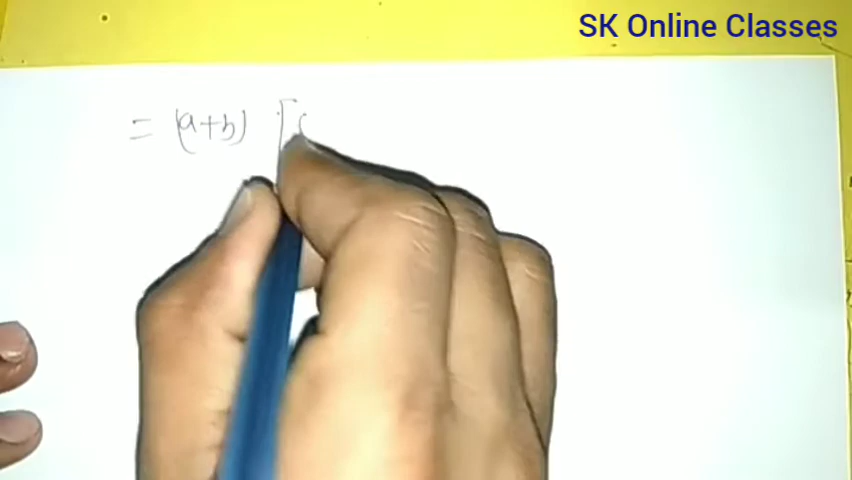 SK Online Classes
= (a+b) [(